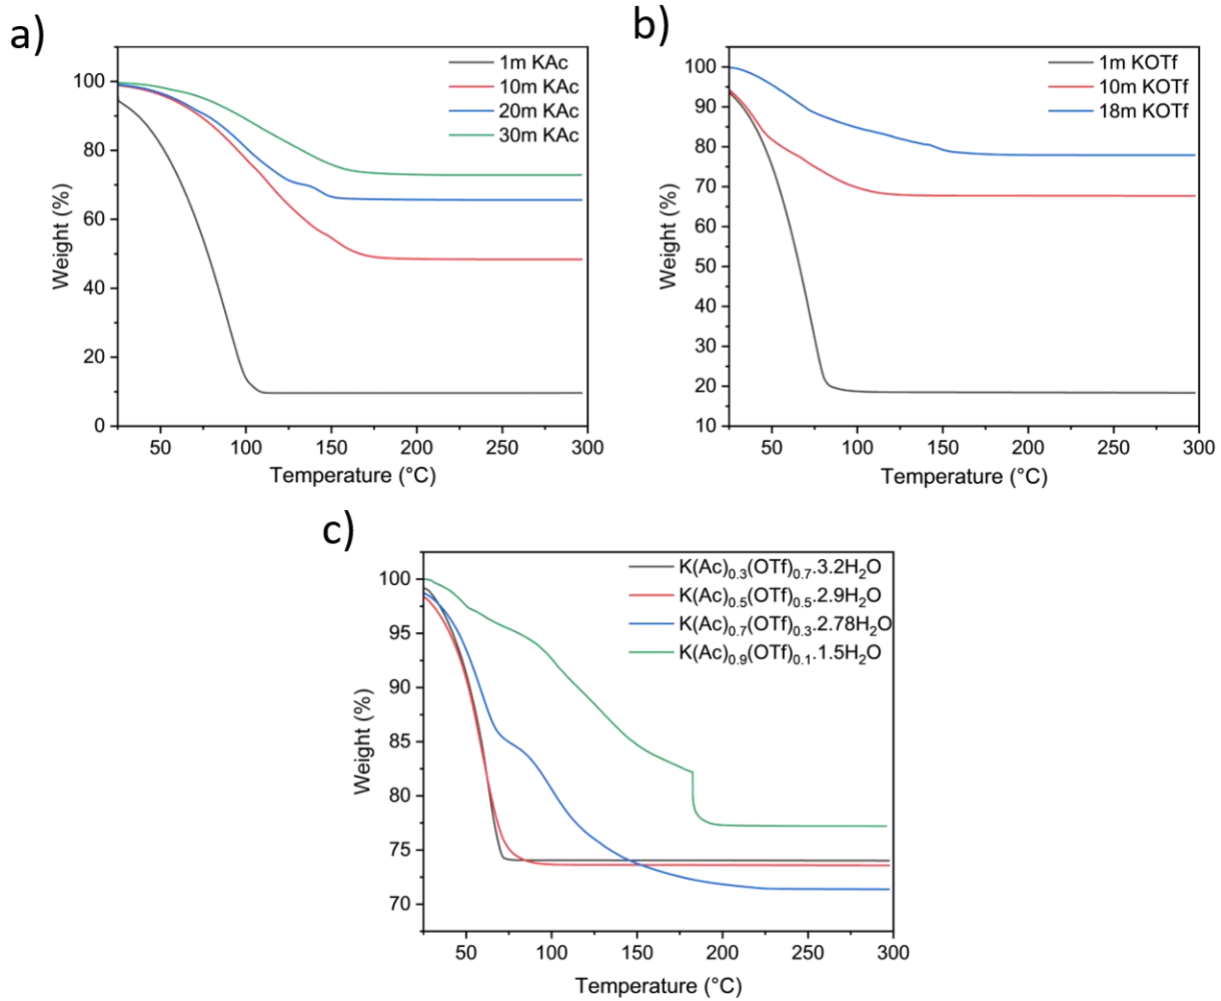 a)
1m KAc
10m KAc
20m KAc
30m KAc
100
80
60
40
20
0
Weight (%)
50 100 150 200 250 300
Temperature (°C)
b)
1m KOTf
10m KOTf
18m KOTf
100
90
80
70
60
50
40
30
20
10
Weight (%)
50 100 150 200 250 300
Temperature (°C)
c)
K(Ac)0.3(OTf)0.7.3.2H2O
K(Ac)0.5(OTf)0.5.2.9H2O
K(Ac)0.7(OTf)0.3.2.78H2O
K(Ac)0.9(OTf)0.1.1.5H2O
100
95
90
85
80
75
70
Weight (%)
50 100 150 200 250 300
Temperature (°C)